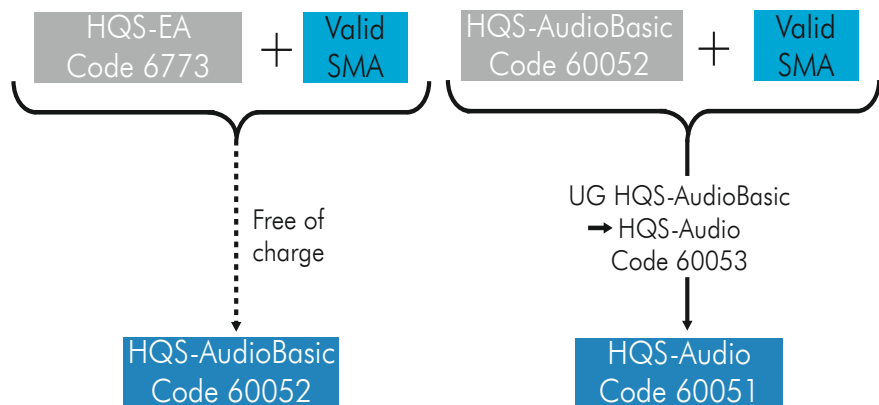 HQS-EA
Code 6773
+
Valid
SMA
HQS-AudioBasic
Code 60052
+
Valid
SMA
Free of
charge
UG HQS-AudioBasic
➞ HQS-Audio
Code 60053
HQS-AudioBasic
Code 60052
HQS-Audio
Code 60051